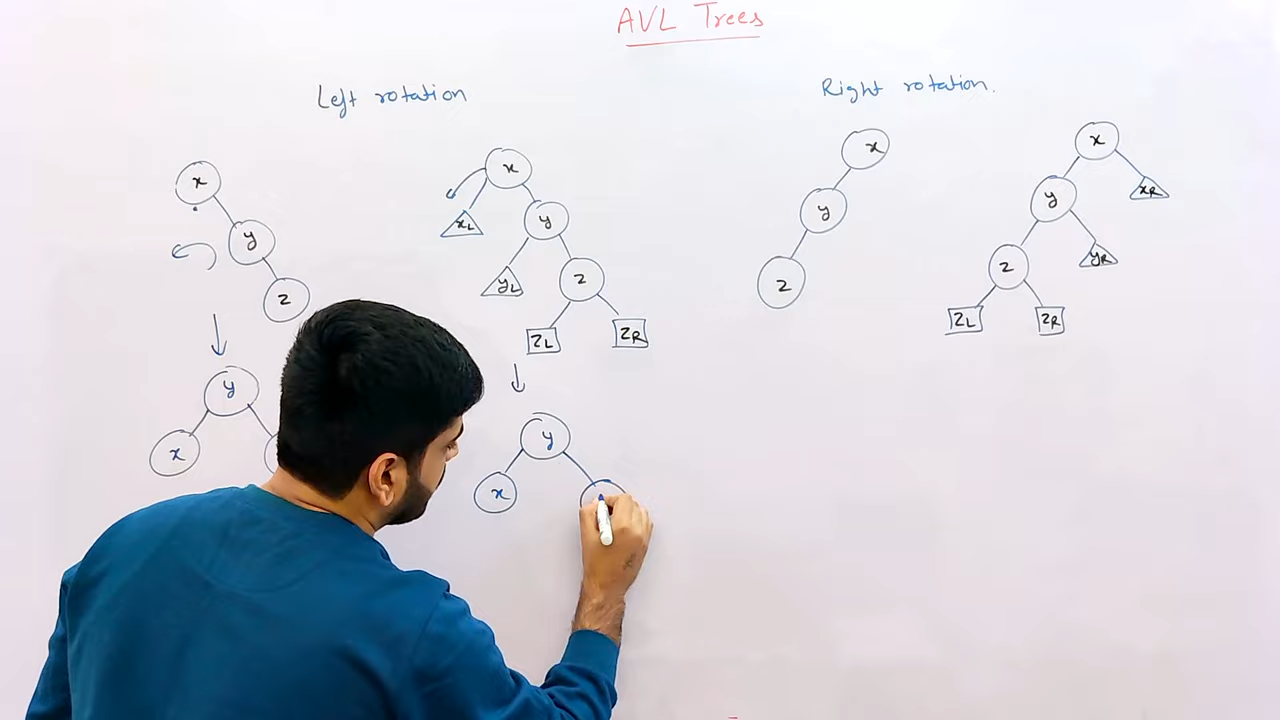 AVL Trees
Left rotation
Right rotation.
x
y
z
y
x
x
xL
y
yL
z
zL
zR
y
x
x
y
z
x
xR
y
yR
z
zL
zR